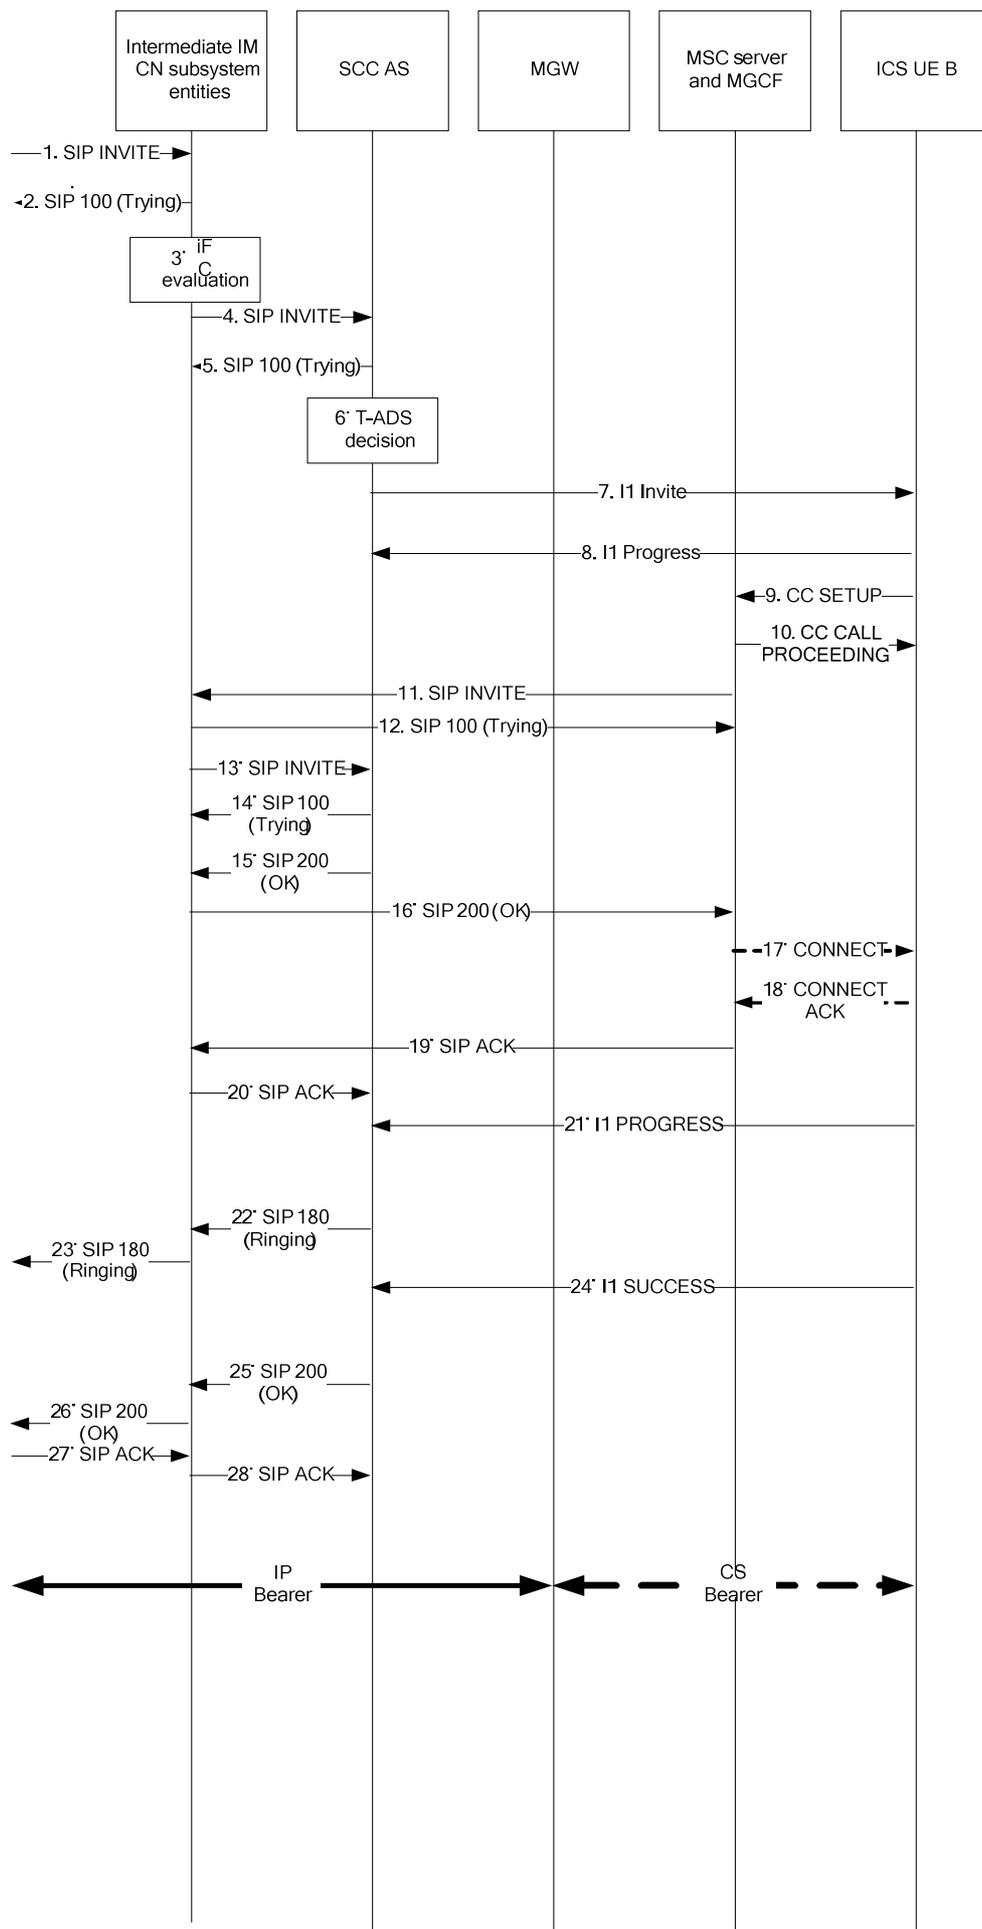 Intermediate IM
CN subsystem
entities
SCC AS
MGW
MSC server
and MGCF
ICS UE B
1. SIP INVITE
2. SIP 100 (Trying)
3. iF
C
evaluation
4. SIP INVITE
5. SIP 100 (Trying)
6. T-ADS
decision
7. I1 Invite
8. I1 Progress
9. CC SETUP
10. CC CALL
PROCEEDING
11. SIP INVITE
12. SIP 100 (Trying)
13. SIP INVITE
14. SIP 100
(Trying)
15. SIP 200
(OK)
16. SIP 200 (OK)
17. CONNECT
18. CONNECT
ACK
19. SIP ACK
20. SIP ACK
21. I1 PROGRESS
22. SIP 180
(Ringing)
23. SIP 180
(Ringing)
24. I1 SUCCESS
25. SIP 200
(OK)
26. SIP 200
(OK)
27. SIP ACK
28. SIP ACK
IP
Bearer
CS
Bearer